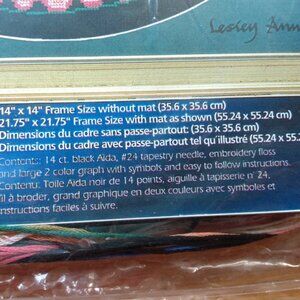 Lesley Ann
14" x 14" Frame Size without mat (35.6 x 35.6 cm)
21.75" x 21.75" Frame Size with mat as shown (55.24 x 55.24 cm)
Dimensions du cadre sans passe-partout: (35.6 x 35.6 cm)
Dimensions du cadre avec passe-partout tel qu'illustré (55.24 x 55.24
Contents: 14 ct. black Aida, #24 tapestry needle, embroidery floss
and large 2 color graph with symbols and easy to follow instructions.
Contenu: Toile Aida noir de 14 points, aiguille à tapisserie n° 24,
fil à broder, grand graphique en deux couleurs avec symboles et
instructions faciles à suivre.